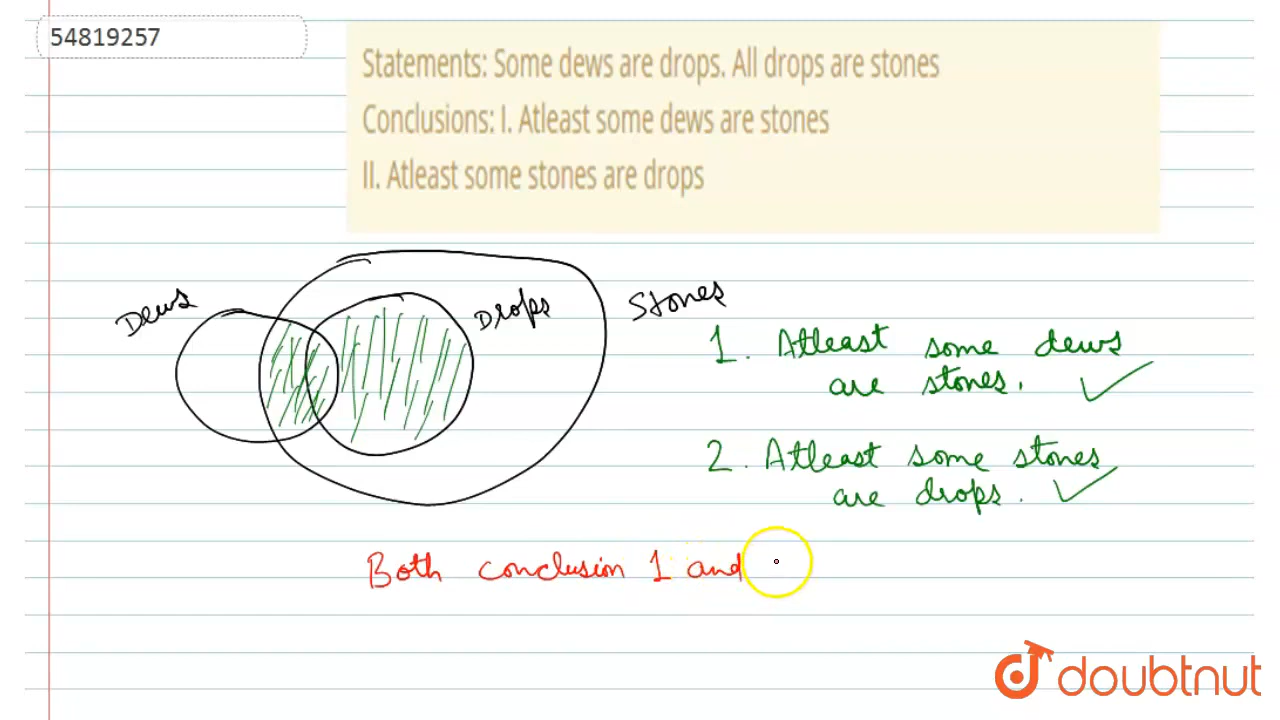 54819257
Statements: Some dews are drops. All drops are stones
Conclusions: I. Atleast some dews are stones
II. Atleast some stones are drops
Dews
Drops
Stones
1. Atleast some dews
are stones.
2. Atleast some stones
are drops.
Both conclusion 1 and
doubtnut